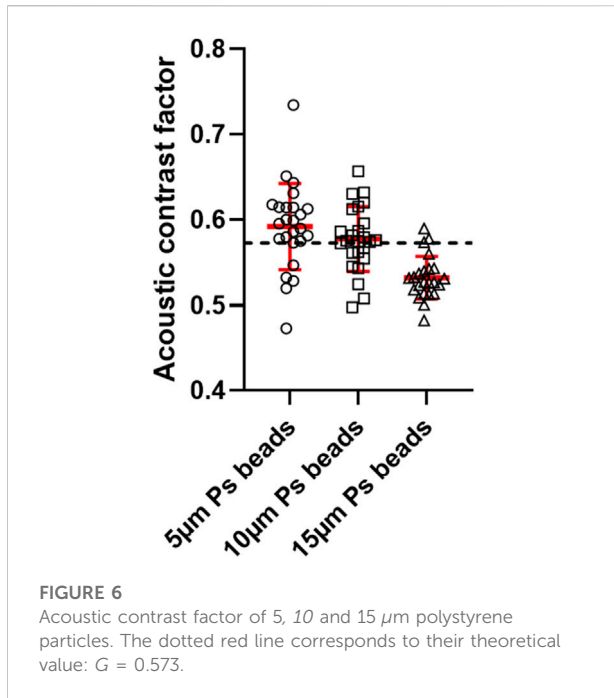 0.8
0.7
0.6
0.5
0.4
Acoustic contrast factor
5µm Ps beads
10µm Ps beads
15µm Ps beads
FIGURE 6
Acoustic contrast factor of 5, 10 and 15 µm polystyrene
particles. The dotted red line corresponds to their theoretical
value: G = 0.573.